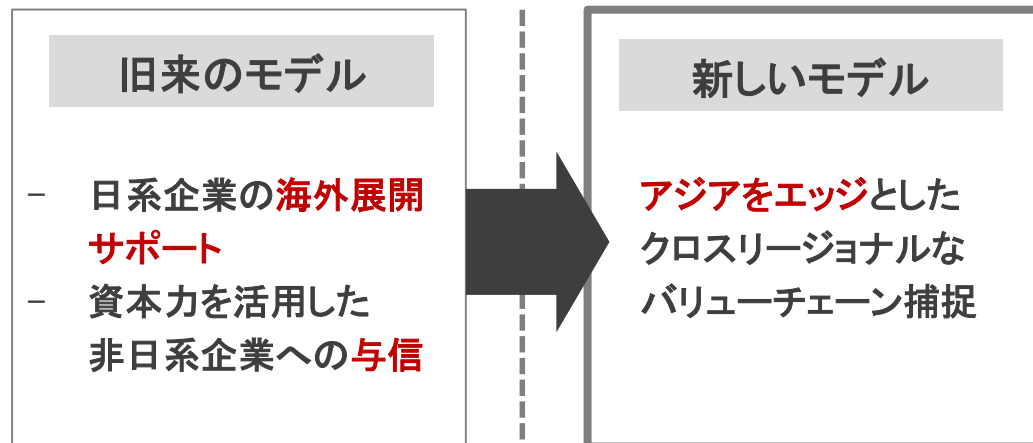 旧来のモデル
- 日系企業の海外展開
サポート
- 資本力を活用した
非日系企業への与信
新しいモデル
アジアをエッジとした
クロスリージョナルな
バリューチェーン捕捉